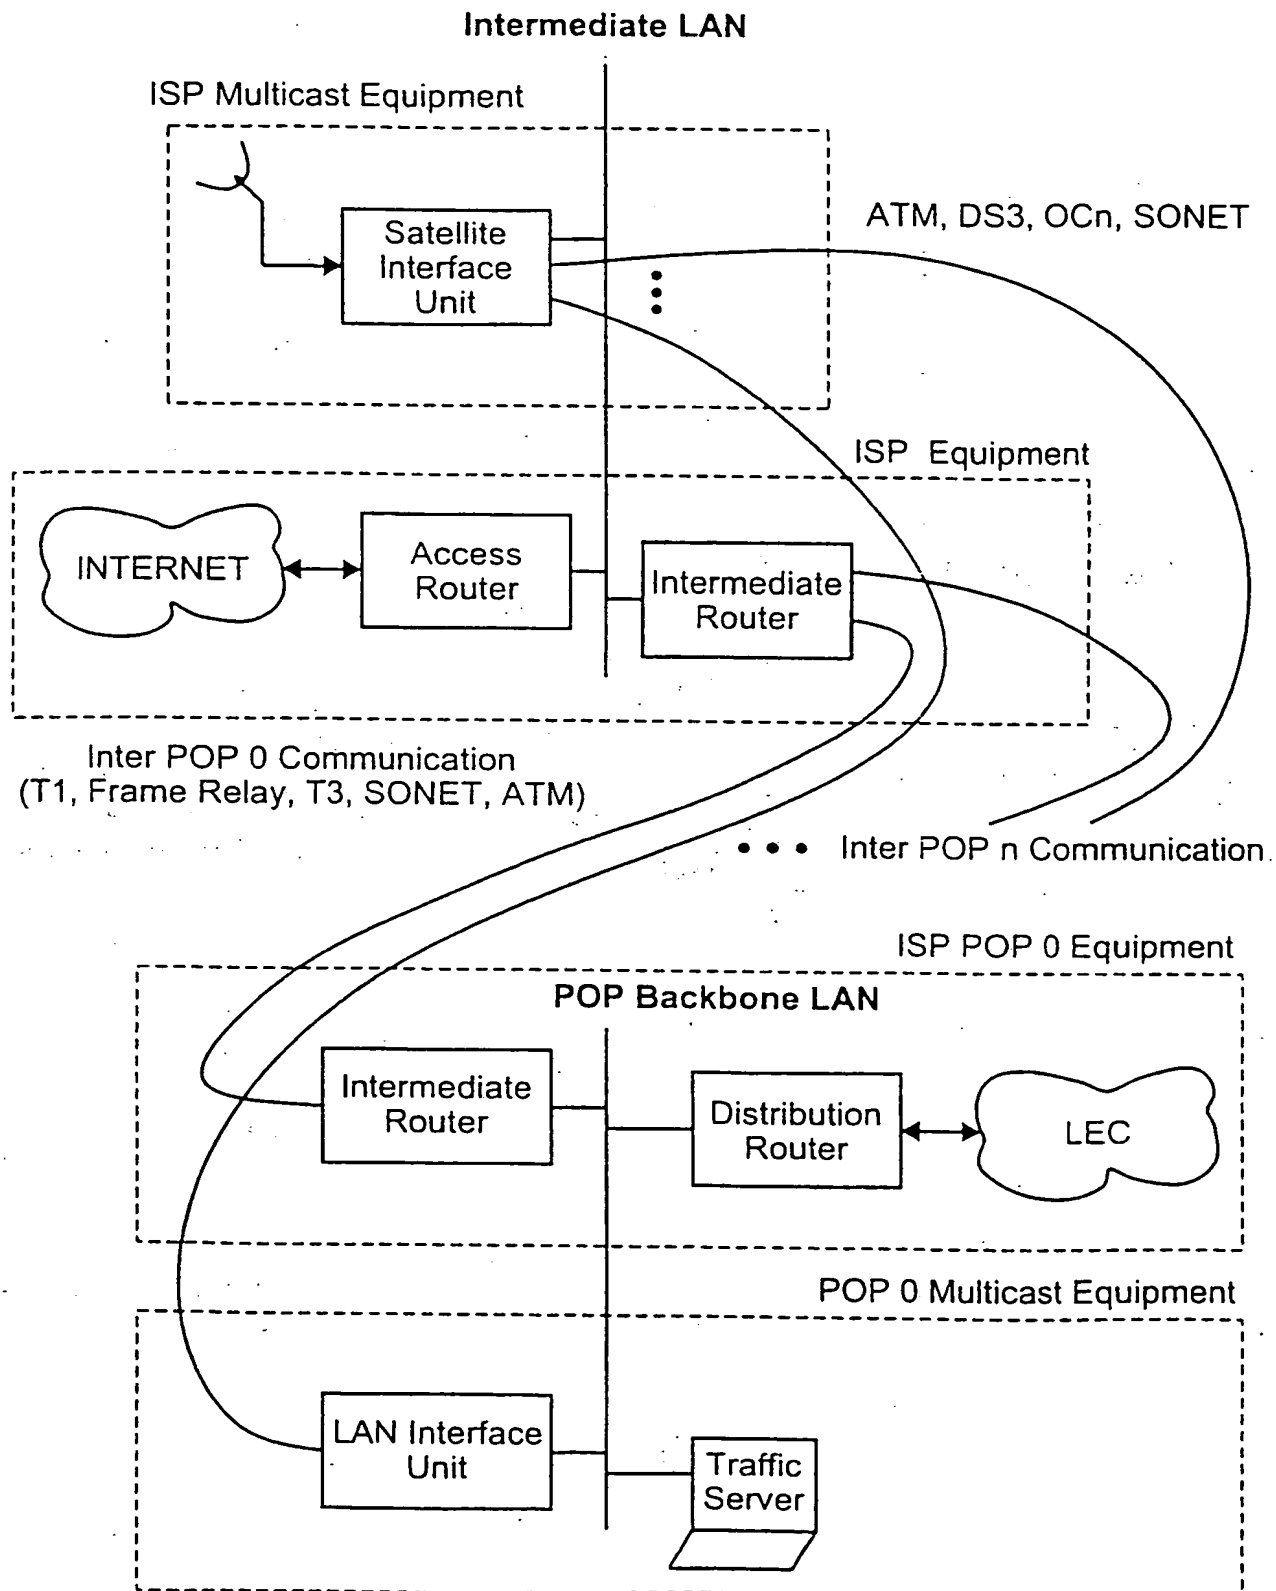 Intermediate LAN
ISP Multicast Equipment
ATM, DS3, OCn, SONET
Satellite
Interface
Unit
ISP Equipment
INTERNET
Access
Router
Intermediate
Router
Inter POP 0 Communication
(T1, Frame Relay, T3, SONET, ATM)
Inter POP n Communication
ISP POP 0 Equipment
POP Backbone LAN
Intermediate
Router
Distribution
Router
LEC
POP 0 Multicast Equipment
LAN Interface
Unit
Traffic
Server